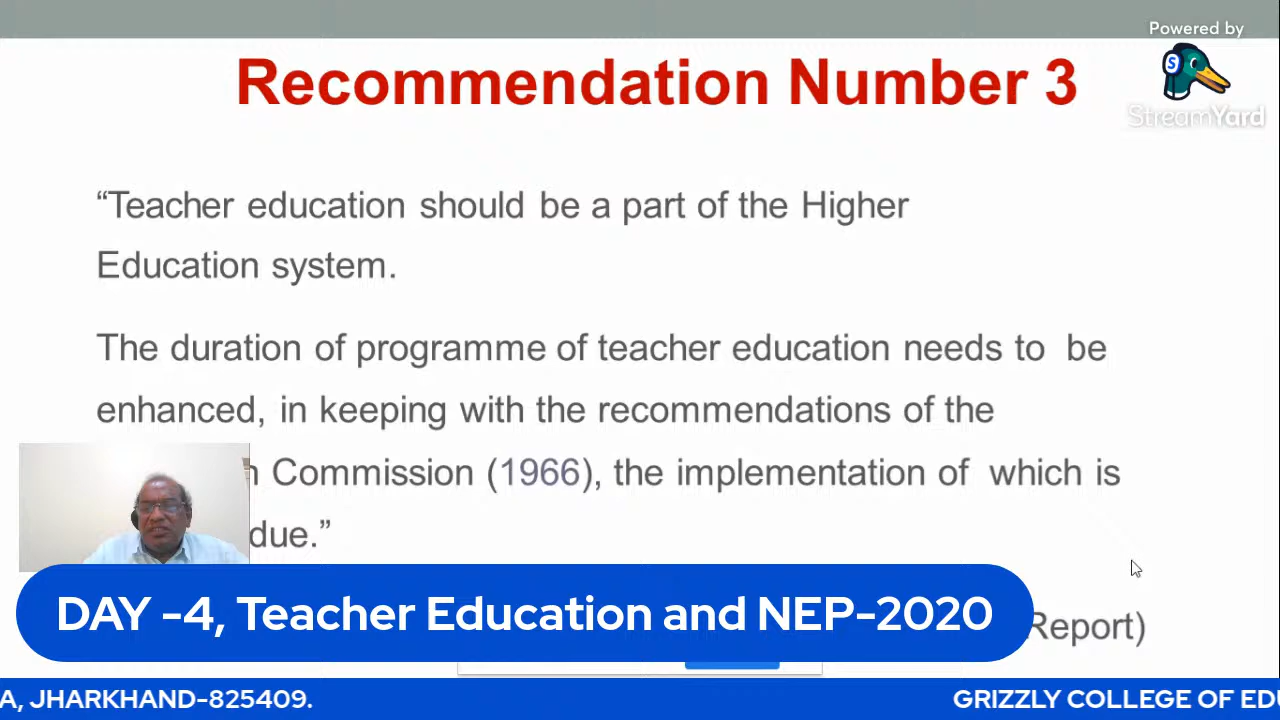 Powered by
StreamYard
Recommendation Number 3
“Teacher education should be a part of the Higher
Education system.
The duration of programme of teacher education needs to be
enhanced, in keeping with the recommendations of the
Commission (1966), the implementation of which is
due.”
Report)
DAY -4, Teacher Education and NEP-2020
A, JHARKHAND-825409. GRIZZLY COLLEGE OF EDU